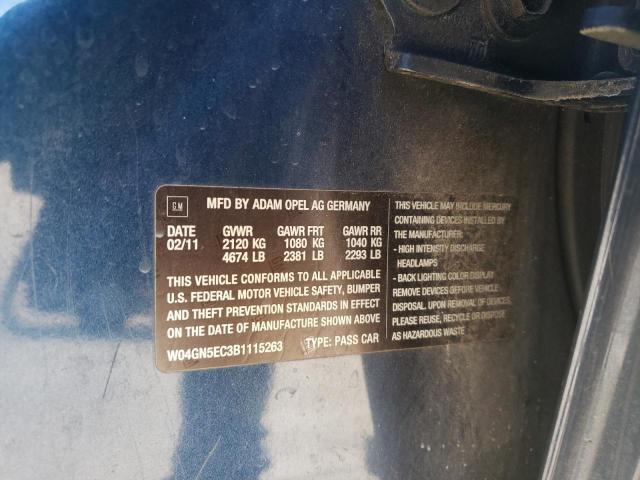 GM
MFD BY ADAM OPEL AG GERMANY
DATE GVWR GAWR FRT GAWR RR
02/11 2120 KG 1080 KG 1040 KG
4674 LB 2381 LB 2293 LB
THIS VEHICLE CONFORMS TO ALL APPLICABLE
U.S. FEDERAL MOTOR VEHICLE SAFETY, BUMPER
AND THEFT PREVENTION STANDARDS IN EFFECT
ON THE DATE OF MANUFACTURE SHOWN ABOVE.
W04GN5EC3B1115263 TYPE: PASS CAR
THIS VEHICLE MAY INCLUDE MERCURY
CONTAINING DEVICES INSTALLED BY
THE MANUFACTURER:
- HIGH INTENSITY DISCHARGE
HEADLAMPS
- BACK LIGHTING COLOR DISPLAY
REMOVE DEVICES BEFORE VEHICLE
DISPOSAL. UPON REMOVAL OF DEVICES,
PLEASE REUSE, RECYCLE OR DISPOSE
AS HAZARDOUS WASTE